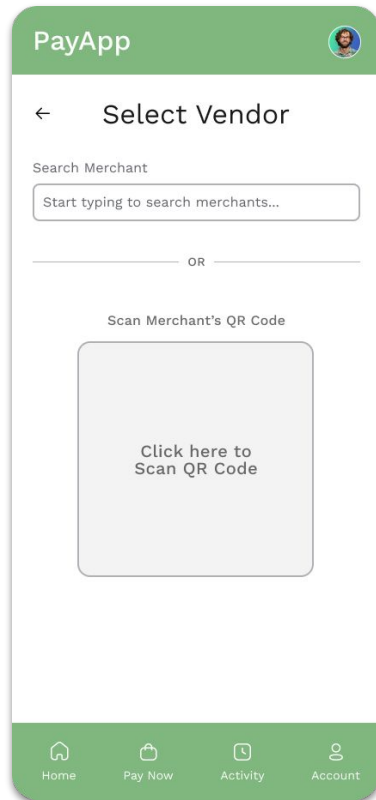 PayApp
Select Vendor
Search Merchant
Start typing to search merchants...
OR
Scan Merchant's QR Code
Click here to
Scan QR Code
Home
Pay Now
Activity
Account